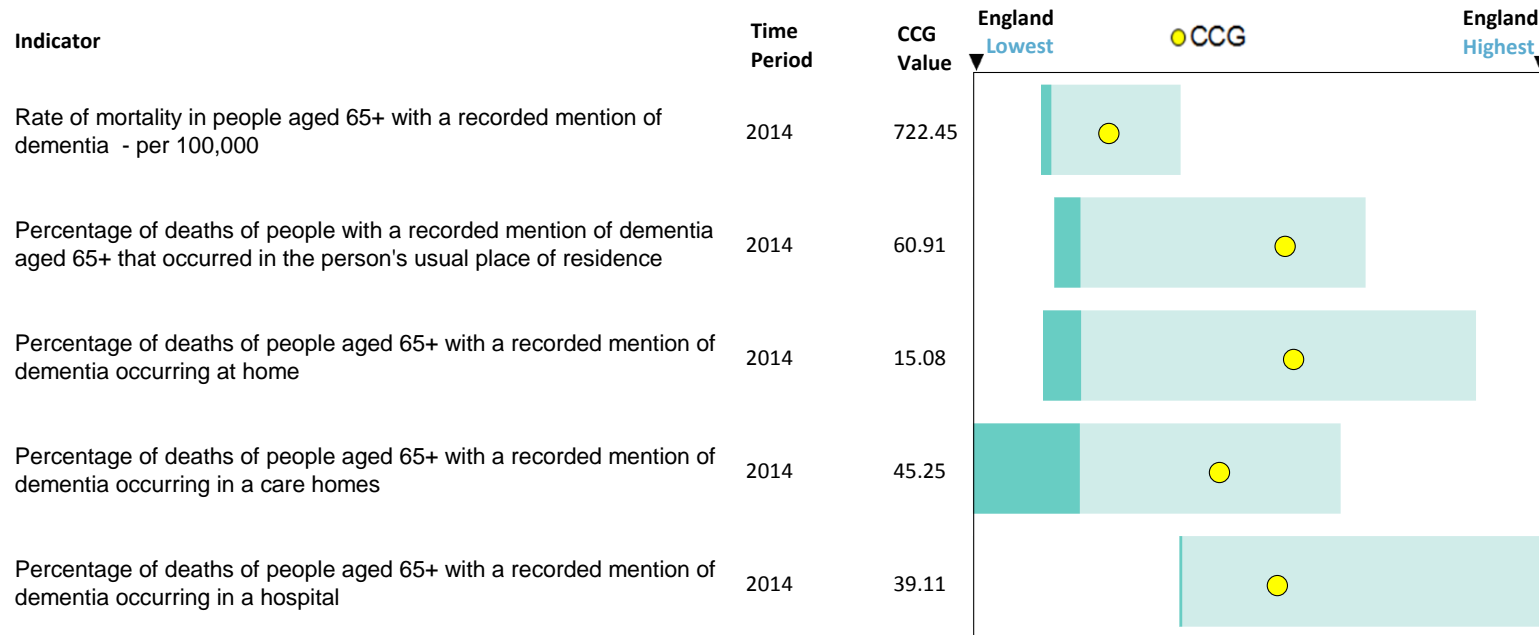 Indicator
Time
Period
CCG
Value
England
Lowest
CCG
England
Highest
Rate of mortality in people aged 65+ with a recorded mention of
dementia - per 100,000
2014
722.45
Percentage of deaths of people with a recorded mention of dementia
aged 65+ that occurred in the person's usual place of residence
2014
60.91
Percentage of deaths of people aged 65+ with a recorded mention of
dementia occurring at home
2014
15.08
Percentage of deaths of people aged 65+ with a recorded mention of
dementia occurring in a care homes
2014
45.25
Percentage of deaths of people aged 65+ with a recorded mention of
dementia occurring in a hospital
2014
39.11